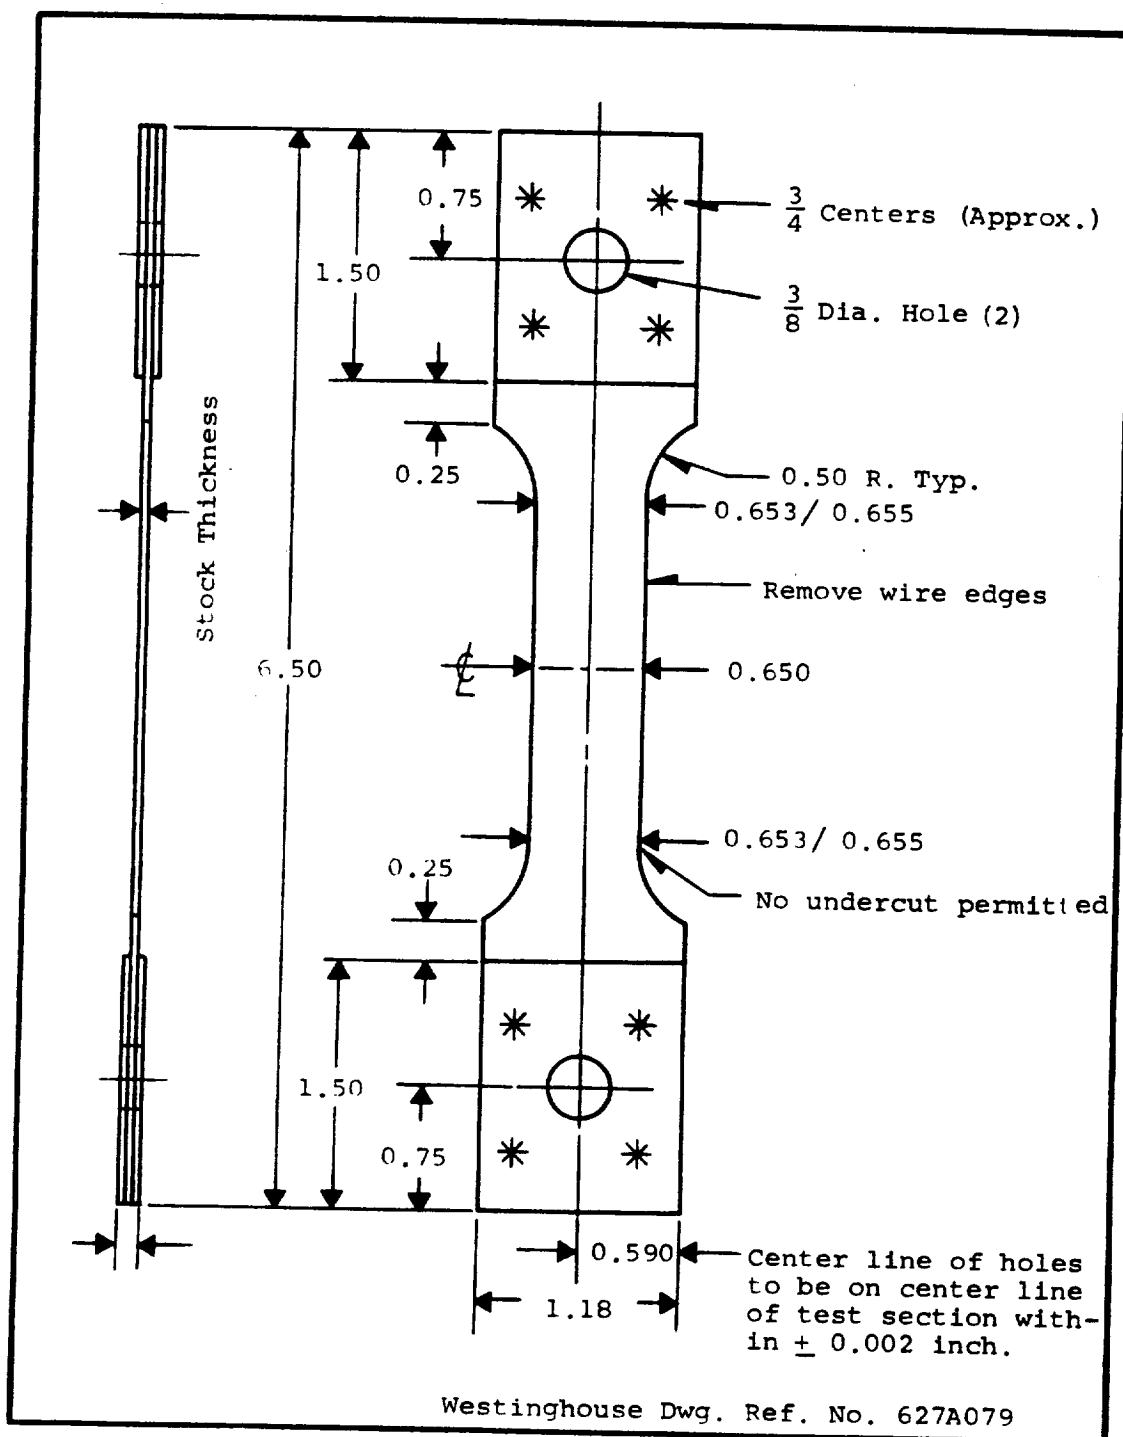 0.75
3/4 Centers (Approx.)
1.50
3/8 Dia. Hole (2)
Stock Thickness
0.25
0.50 R. Typ.
0.653/ 0.655
Remove wire edges
6.50
℄
0.650
0.653/ 0.655
0.25
No undercut permitted
1.50
0.75
0.590
Center line of holes
to be on center line
of test section with-
in ± 0.002 inch.
1.18
Westinghouse Dwg. Ref. No. 627A079